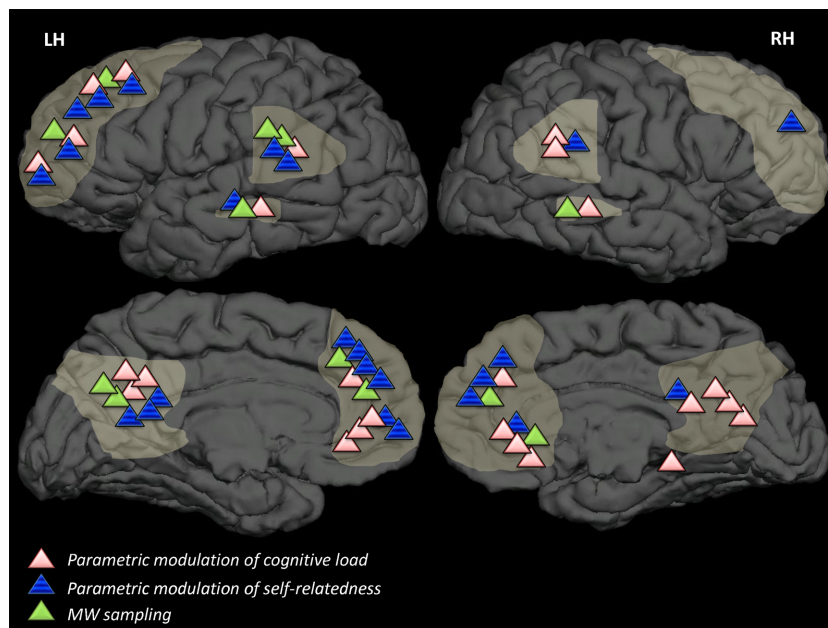 LH
RH
Parametric modulation of cognitive load
Parametric modulation of self-relatedness
MW sampling